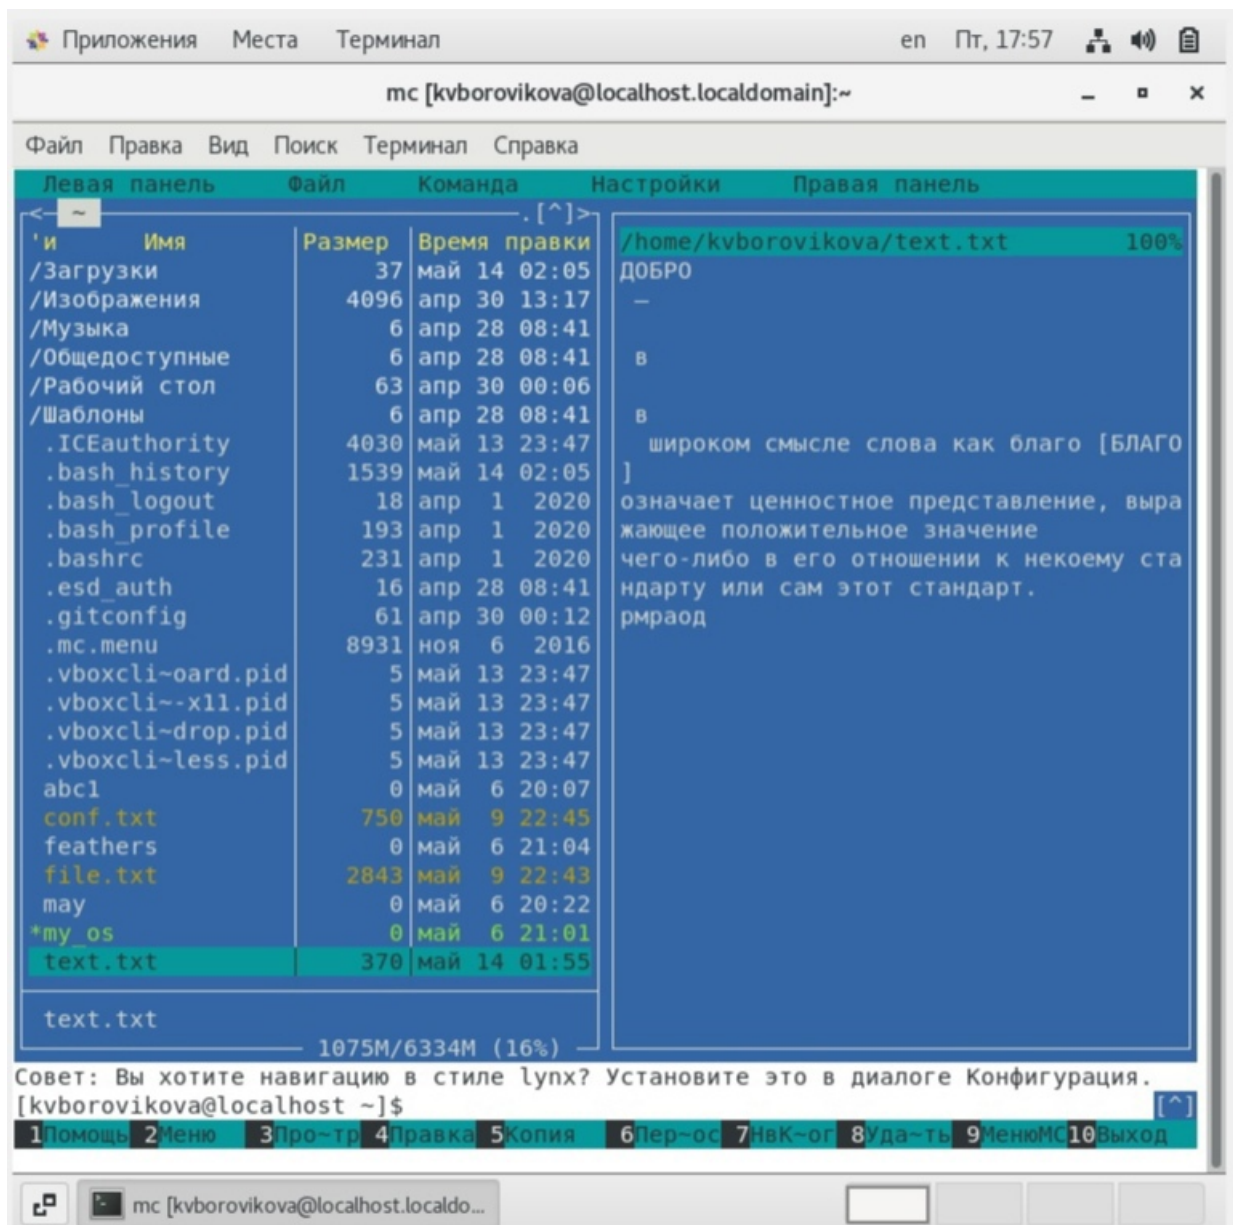 Приложения Места Терминал en Пт, 17:57
mc [kvborovikova@localhost.localdomain]:~
Файл Правка Вид Поиск Терминал Справка
Левая панель Файл Команда Настройки Правая панель
<— ~ .[^]>
'и Имя Размер Время правки
/Загрузки 37 май 14 02:05
/Изображения 4096 апр 30 13:17
/Музыка 6 апр 28 08:41
/Общедоступные 6 апр 28 08:41
/Рабочий стол 63 апр 30 00:06
/Шаблоны 6 апр 28 08:41
.ICEauthority 4030 май 13 23:47
.bash_history 1539 май 14 02:05
.bash_logout 18 апр 1 2020
.bash_profile 193 апр 1 2020
.bashrc 231 апр 1 2020
.esd_auth 16 апр 28 08:41
.gitconfig 61 апр 30 00:12
.mc.menu 8931 ноя 6 2016
.vboxcli~oard.pid 5 май 13 23:47
.vboxcli~-x11.pid 5 май 13 23:47
.vboxcli~drop.pid 5 май 13 23:47
.vboxcli~less.pid 5 май 13 23:47
abc1 0 май 6 20:07
conf.txt 750 май 9 22:45
feathers 0 май 6 21:04
file.txt 2843 май 9 22:43
may 0 май 6 20:22
*my_os 0 май 6 21:01
text.txt 370 май 14 01:55
text.txt
1075M/6334M (16%)
/home/kvborovikova/text.txt 100%
ДОБРО
—
в
в
широком смысле слова как благо [БЛАГО
]
означает ценностное представление, выра
жающее положительное значение
чего-либо в его отношении к некоему ста
ндарту или сам этот стандарт.
рмраод
Совет: Вы хотите навигацию в стиле lynx? Установите это в диалоге Конфигурация.
[kvborovikova@localhost ~]$ [^]
1Помощь 2Меню 3Про~тр 4Правка 5Копия 6Пер~ос 7НвК~ог 8Уда~ть 9МенюMC 10Выход
mc [kvborovikova@localhost.localdo...